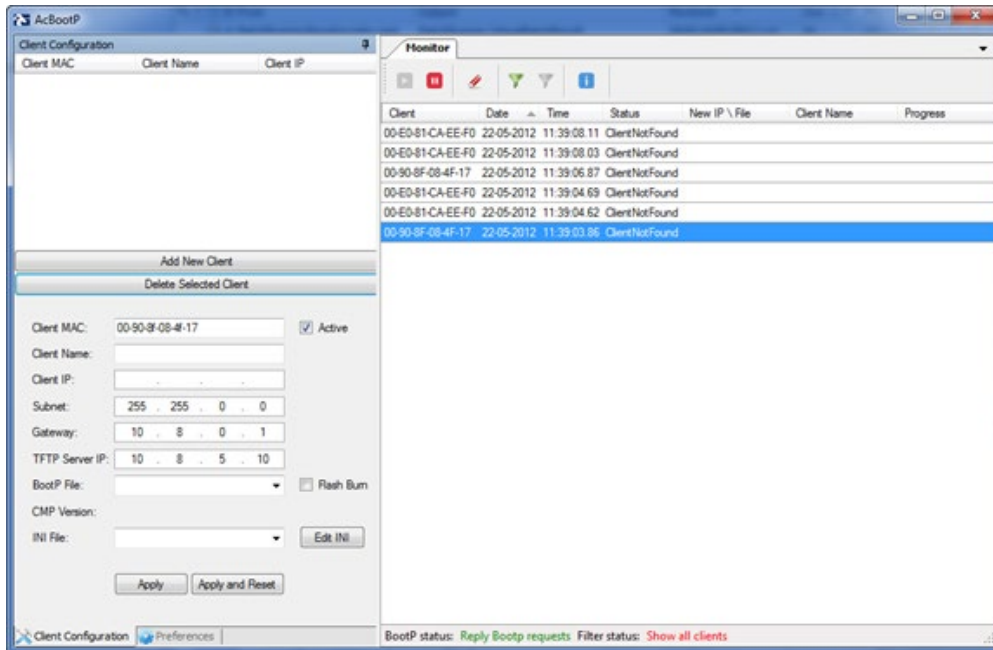 AcBootP
Client Configuration
Client MAC Client Name Client IP
Add New Client
Delete Selected Client
Client MAC: 00-90-8f-08-4f-17 Active
Client Name:
Client IP: . . .
Subnet: 255 . 255 . 0 . 0
Gateway: 10 . 8 . 0 . 1
TFTP Server IP: 10 . 8 . 5 . 10
BootP File: Flash Burn
CMP Version:
INI File: Edit INI
Apply Apply and Reset
Client Configuration Preferences
Monitor
Client Date Time Status New IP \ File Client Name Progress
00-E0-81-CA-EE-F0 22-05-2012 11:39:08.11 ClientNotFound
00-E0-81-CA-EE-F0 22-05-2012 11:39:08.03 ClientNotFound
00-90-8F-08-4F-17 22-05-2012 11:39:06.87 ClientNotFound
00-E0-81-CA-EE-F0 22-05-2012 11:39:04.69 ClientNotFound
00-E0-81-CA-EE-F0 22-05-2012 11:39:04.62 ClientNotFound
00-90-8F-08-4F-17 22-05-2012 11:39:03.86 ClientNotFound
BootP status: Reply Bootp requests Filter status: Show all clients